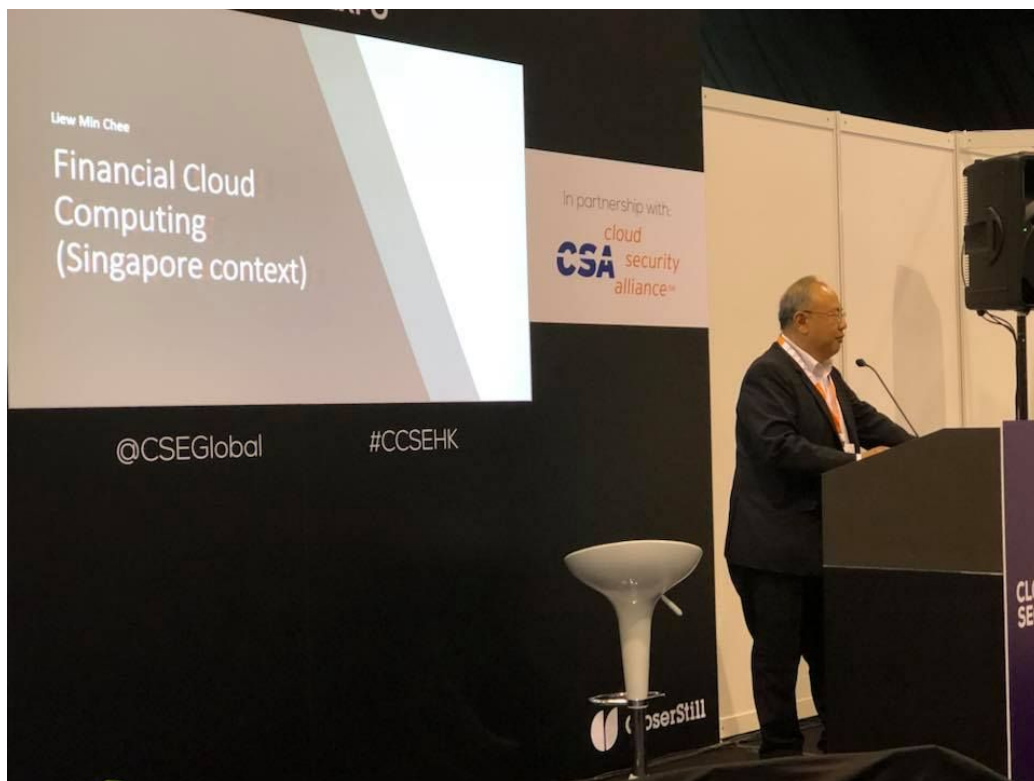 Liew Min Chee
Financial Cloud
Computing
(Singapore context)
In partnership with:
CSA
cloud
security
alliance
@CSEGlobal
#CCSEHK